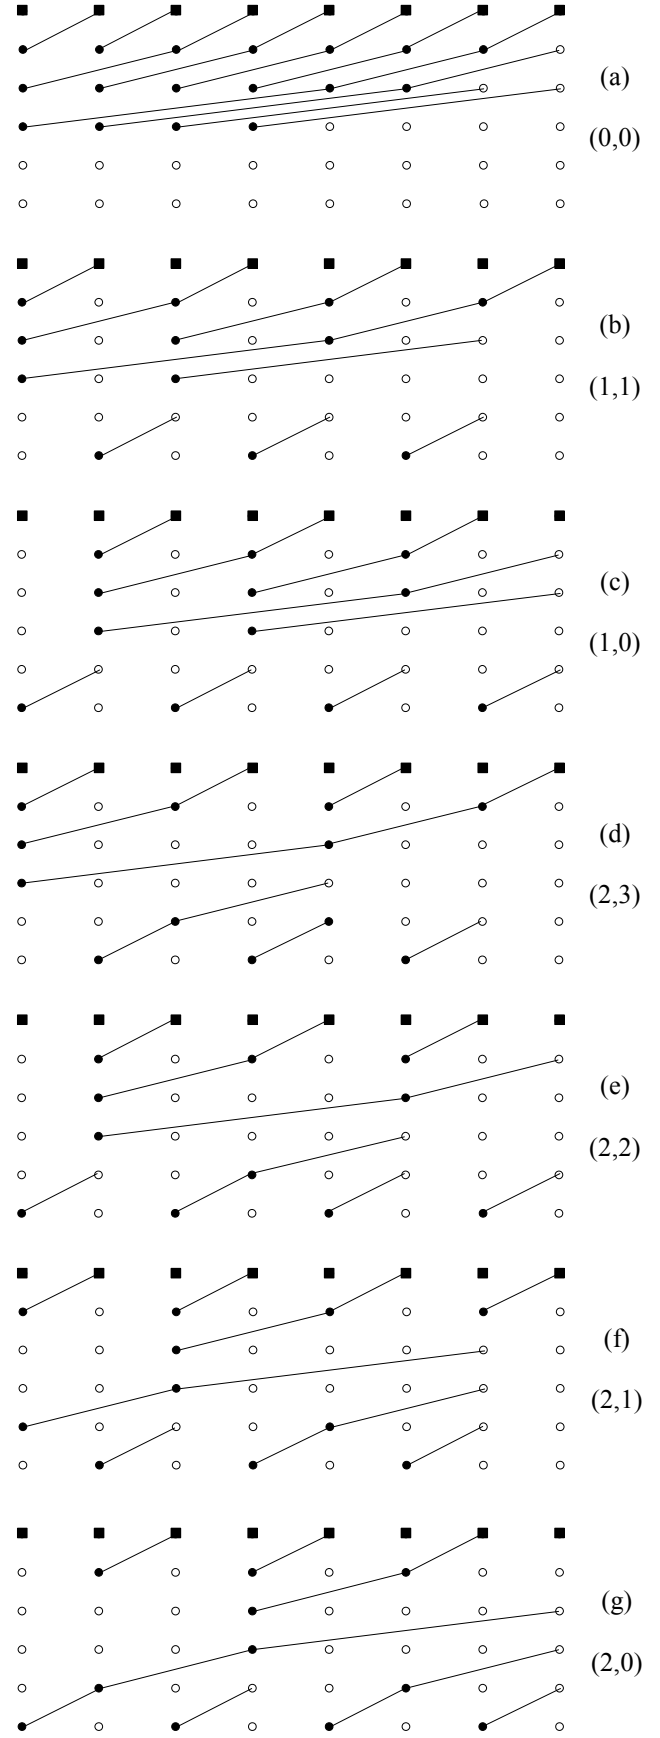 (a)
(0,0)
(b)
(1,1)
(c)
(1,0)
(d)
(2,3)
(e)
(2,2)
(f)
(2,1)
(g)
(2,0)